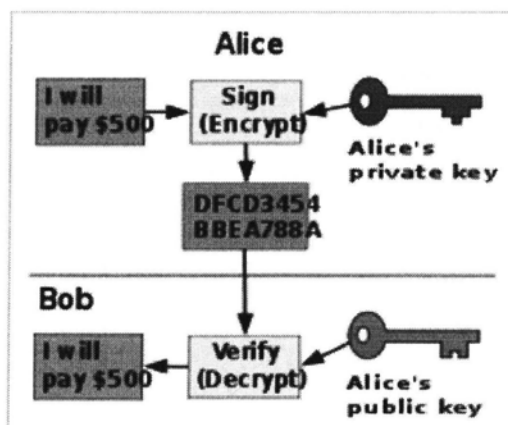 Alice
I will
pay $500
Sign
(Encrypt)
Alice's
private key
DFCD3454
BBEA788A
Bob
I will
pay $500
Verify
(Decrypt)
Alice's
public key